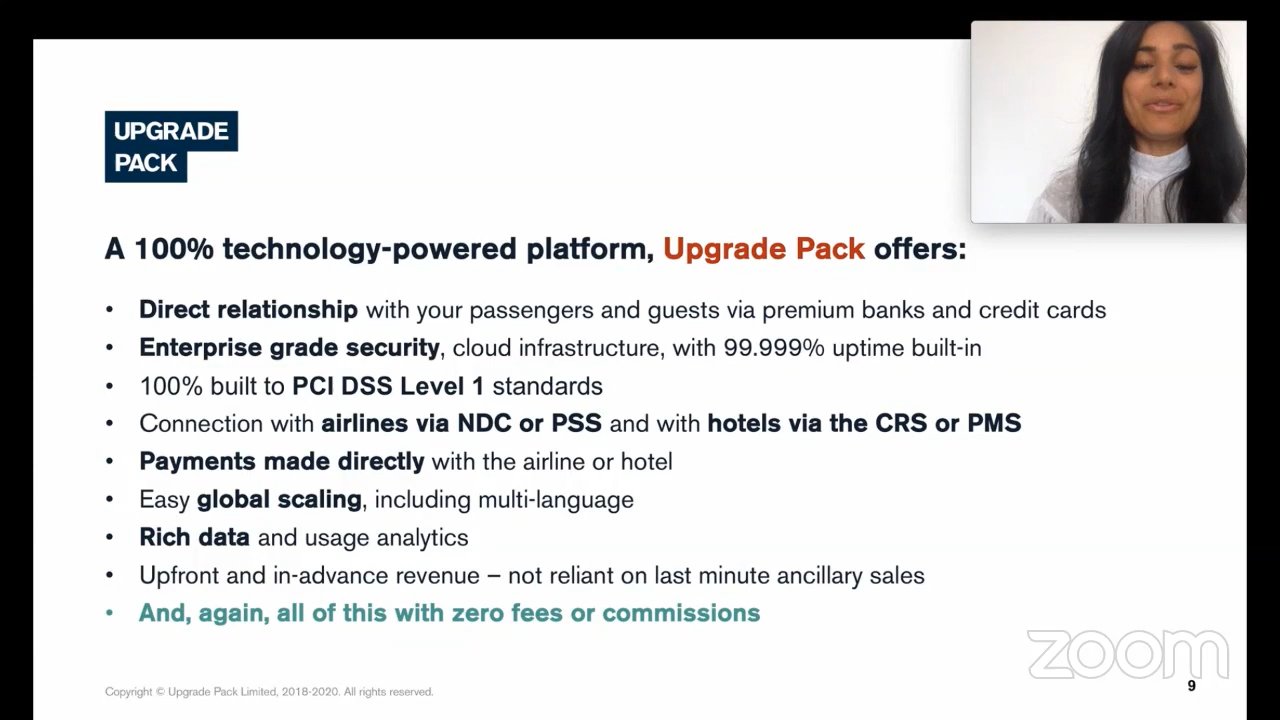 UPGRADE
PACK
A 100% technology-powered platform, Upgrade Pack offers:
• Direct relationship with your passengers and guests via premium banks and credit cards
• Enterprise grade security, cloud infrastructure, with 99.999% uptime built-in
• 100% built to PCI DSS Level 1 standards
• Connection with airlines via NDC or PSS and with hotels via the CRS or PMS
• Payments made directly with the airline or hotel
• Easy global scaling, including multi-language
• Rich data and usage analytics
• Upfront and in-advance revenue – not reliant on last minute ancillary sales
• And, again, all of this with zero fees or commissions
zoom
Copyright © Upgrade Pack Limited, 2018-2020. All rights reserved.
9